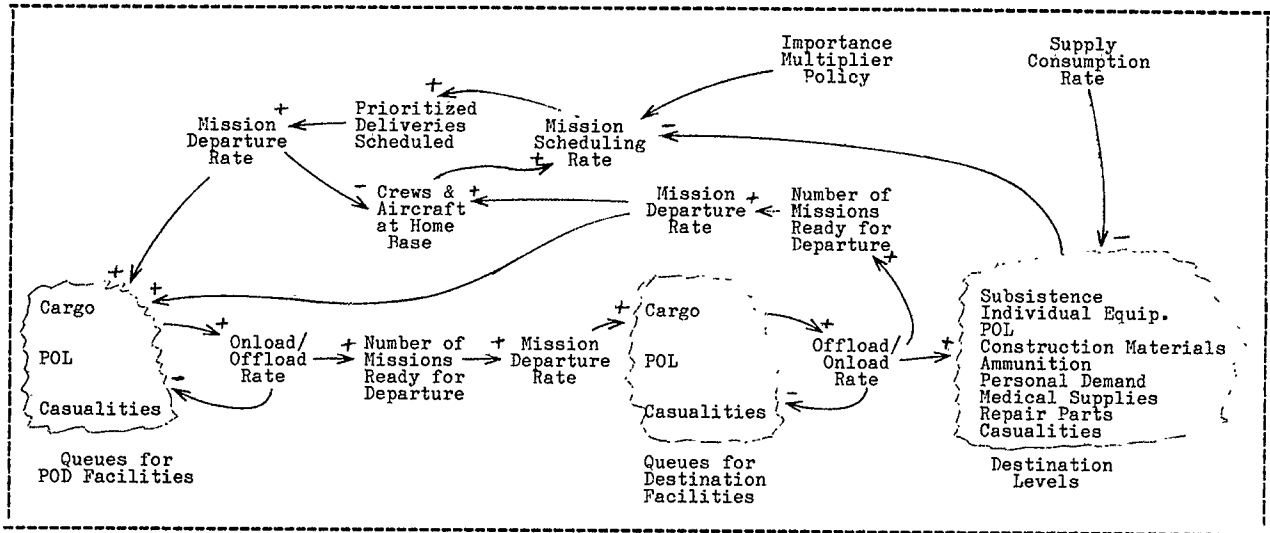 Importance
Multiplier
Policy
Supply
Consumption
Rate
+
Prioritized
Deliveries
Scheduled
+
Mission
Departure
Rate
Mission
Scheduling
Rate
-
+
- Crews & +
Aircraft
at Home
Base
Mission +
Departure
Rate
Number of
Missions
Ready for
Departure
+
-
+
+
Cargo
POL
Casualities
+
-
Onload/
Offload
Rate
+ Number of
Missions
Ready for
Departure
+ Mission
Departure
Rate
+
Cargo
POL
Casualities
+
-
Offload/
Onload
Rate
+
Subsistence
Individual Equip.
POL
Construction Materials
Ammunition
Personal Demand
Medical Supplies
Repair Parts
Casualities
Queues for
POD Facilities
Queues for
Destination
Facilities
Destination
Levels